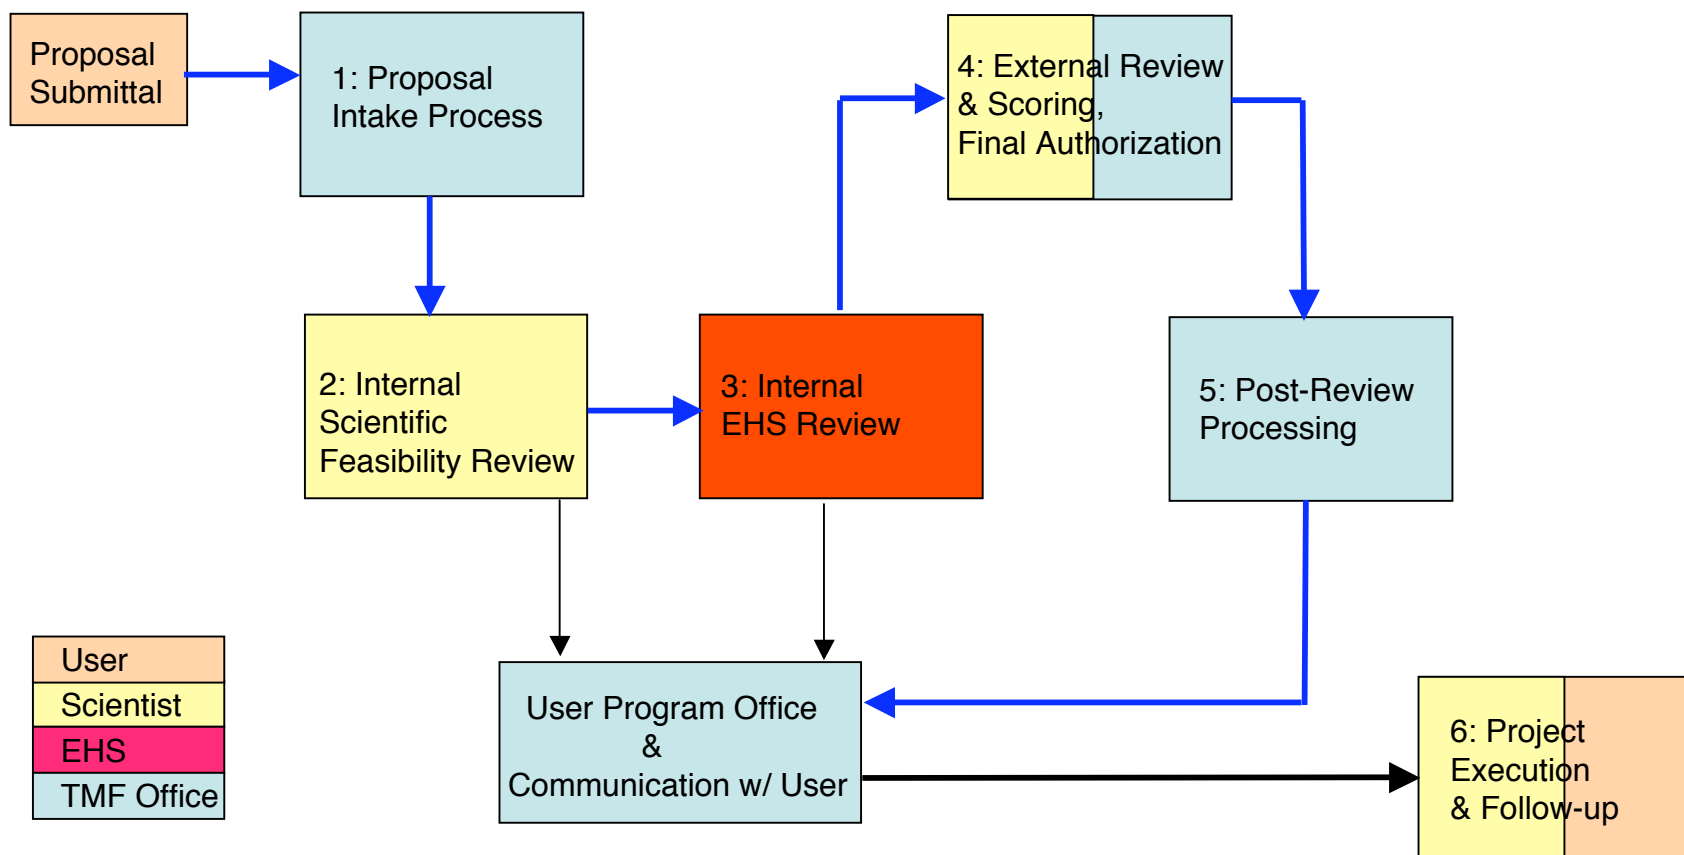 Proposal
Submittal
1: Proposal
Intake Process
4: External Review
& Scoring,
Final Authorization
2: Internal
Scientific
Feasibility Review
3: Internal
EHS Review
5: Post-Review
Processing
User
Scientist
EHS
TMF Office
User Program Office
&
Communication w/ User
6: Project
Execution
& Follow-up